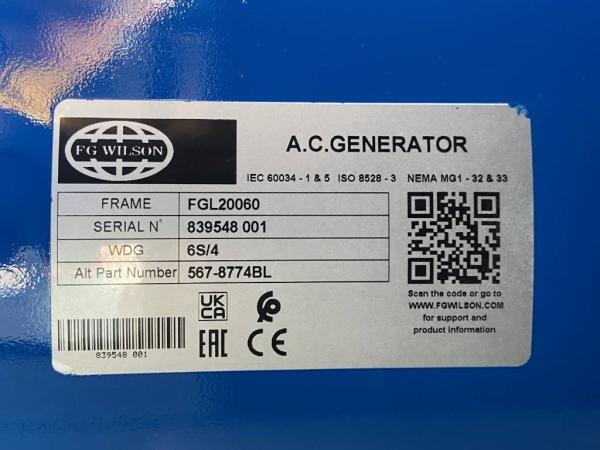 FG WILSON
A.C.GENERATOR
IEC 60034 - 1 & 5 ISO 8528 - 3 NEMA MG1 - 32 & 33
FRAME FGL20060
SERIAL N° 839548 001
WDG 6S/4
Alt Part Number 567-8774BL
Scan the code or go to
WWW.FGWILSON.COM
for support and
product information
UK
CA
EAC CE
839548 001